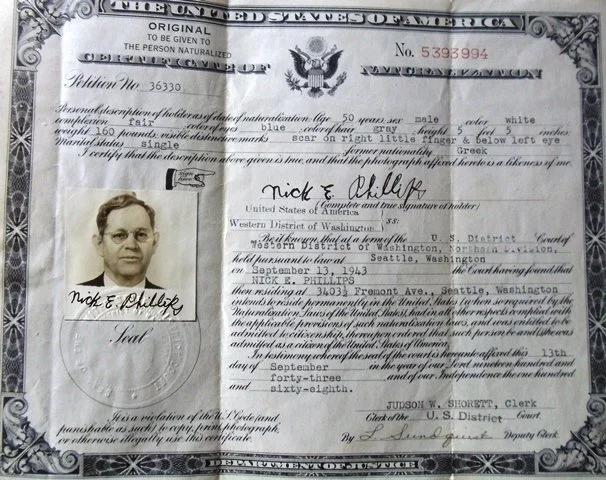 THE UNITED STATES OF AMERICA
ORIGINAL
TO BE GIVEN TO
THE PERSON NATURALIZED
No. 5393994
CERTIFICATE OF NATURALIZATION
Petition No 36330
Personal description of holder as of date of naturalization: Age 50 years, sex male color white
complexion fair color of eyes blue color of hair gray height 5 feet 5 inches
weight 160 pounds, visible distinctive marks scar on right little finger & below left eye
Marital status single former nationality Greek
I certify that the description above given is true, and that the photograph affixed hereto is a likeness of me.
Nick E. Phillips
(Complete and true signature of holder)
United States of America
Western District of Washington ss:
Be it known that at a term of the U. S. District Court of
Western District of Washington, Northern Division,
held pursuant to law at Seattle, Washington
on September 13, 1943 the Court having found that
NICK E. PHILLIPS
then residing at 3403½ Fremont Ave., Seattle, Washington
intends to reside permanently in the United States (when so required by the
Naturalization Laws of the United States), had in all other respects complied with
the applicable provisions of such naturalization laws, and was entitled to be
admitted to citizenship, thereupon ordered that such person be and (s)he was
admitted as a citizen of the United States of America.
In testimony whereof the seal of the court is hereunto affixed this 13th
day of September in the year of our Lord nineteen hundred and
forty-three and of our Independence the one hundred
and sixty-eighth.
JUDSON W. SHORETT, Clerk
Clerk of the U. S. District Court
By L. Sundquist Deputy Clerk
Nick E. Phillips
Seal
It is a violation of the U.S. Code (and
punishable as such) to copy, print, photograph,
or otherwise illegally use this certificate.
DEPARTMENT OF JUSTICE